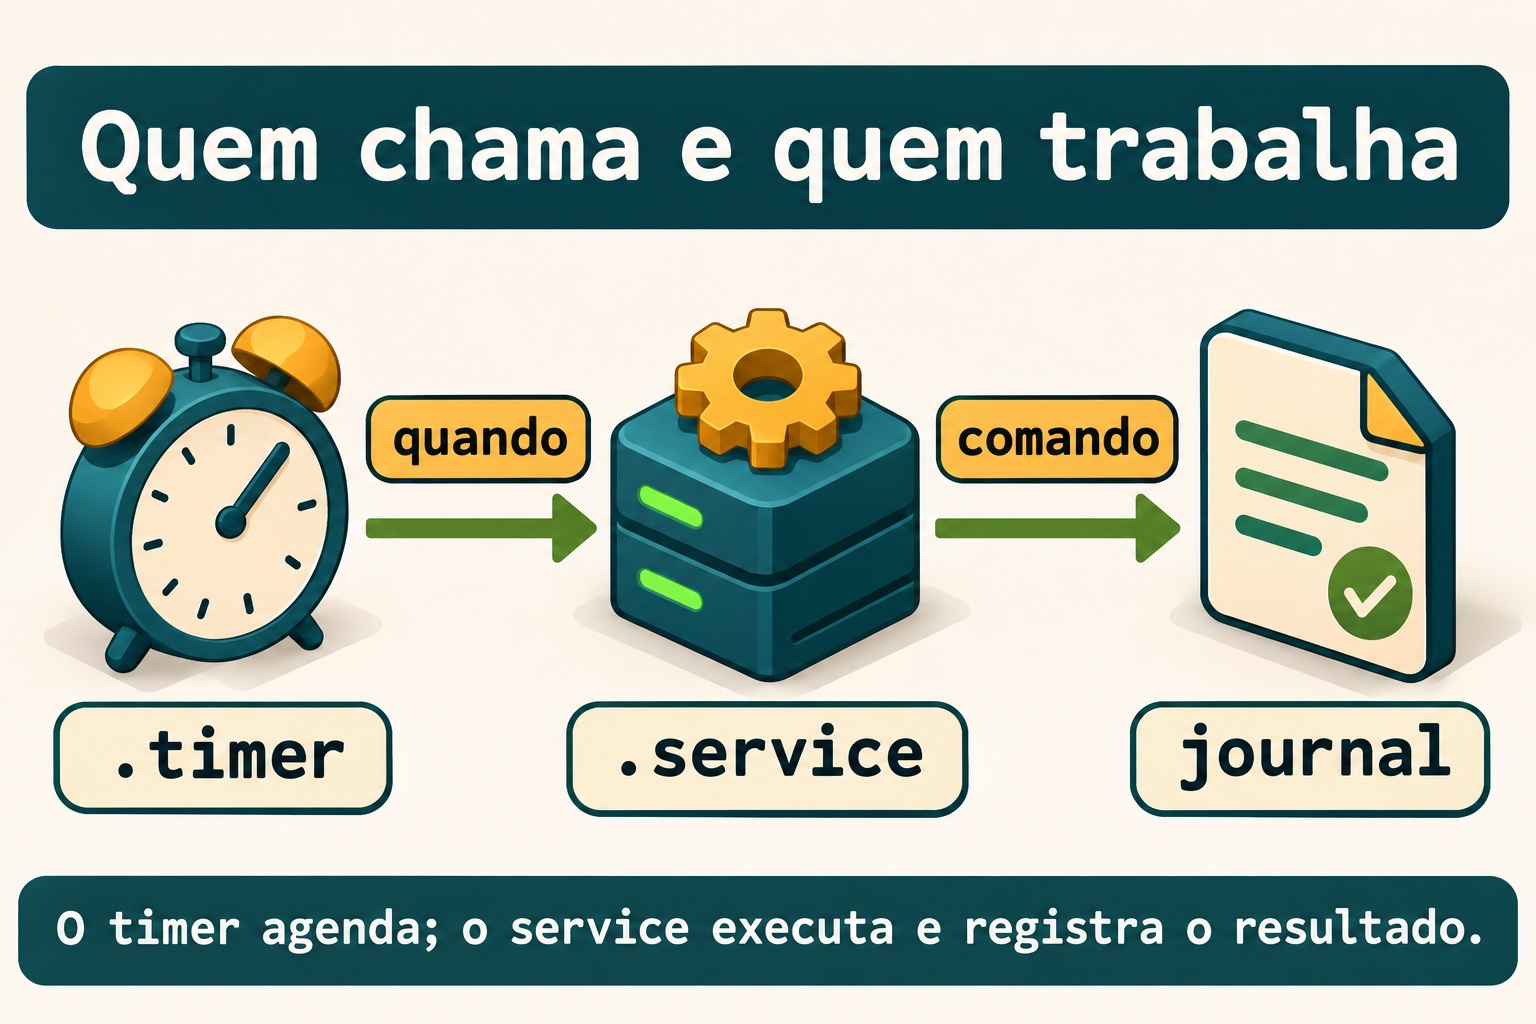 Quem chama e quem trabalha
quando
comando
.timer
.service
journal
O timer agenda; o service executa e registra o resultado.